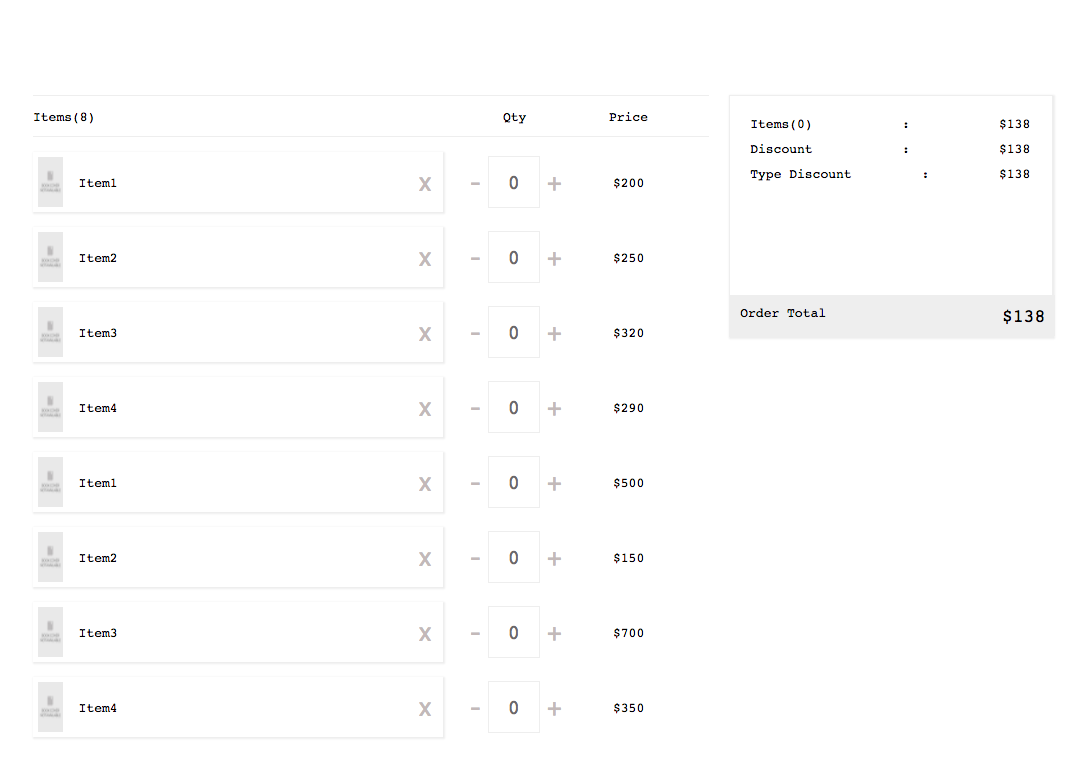 Items(8) Qty Price
Item1 X - 0 + $200
Item2 X - 0 + $250
Item3 X - 0 + $320
Item4 X - 0 + $290
Item1 X - 0 + $500
Item2 X - 0 + $150
Item3 X - 0 + $700
Item4 X - 0 + $350
Items(0) : $138
Discount : $138
Type Discount : $138
Order Total $138